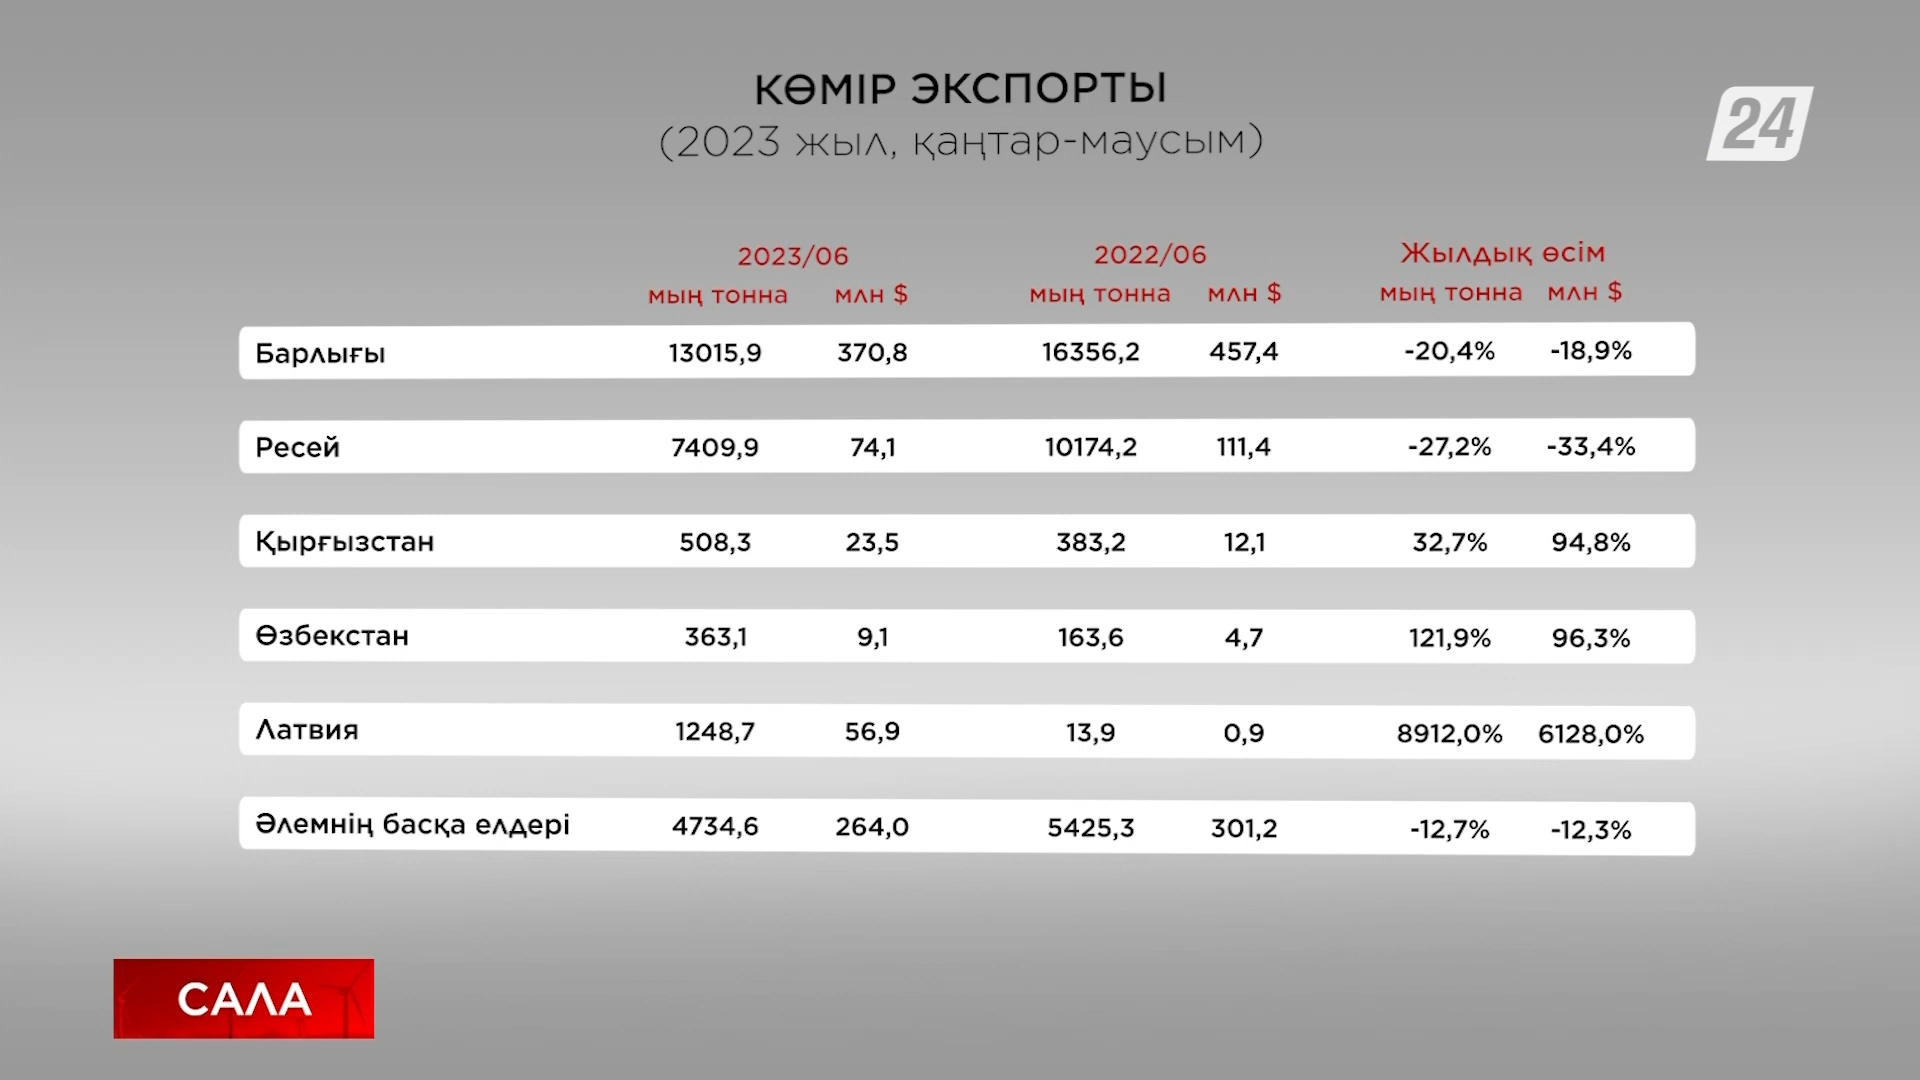 КӨМІР ЭКСПОРТЫ
(2023 жыл, қаңтар-маусым)
24
2023/06 2022/06 Жылдық өсім
мың тонна млн $ мың тонна млн $ мың тонна млн $
Барлығы 13015,9 370,8 16356,2 457,4 -20,4% -18,9%
Ресей 7409,9 74,1 10174,2 111,4 -27,2% -33,4%
Қырғызстан 508,3 23,5 383,2 12,1 32,7% 94,8%
Өзбекстан 363,1 9,1 163,6 4,7 121,9% 96,3%
Латвия 1248,7 56,9 13,9 0,9 8912,0% 6128,0%
Әлемнің басқа елдері 4734,6 264,0 5425,3 301,2 -12,7% -12,3%
САЛА